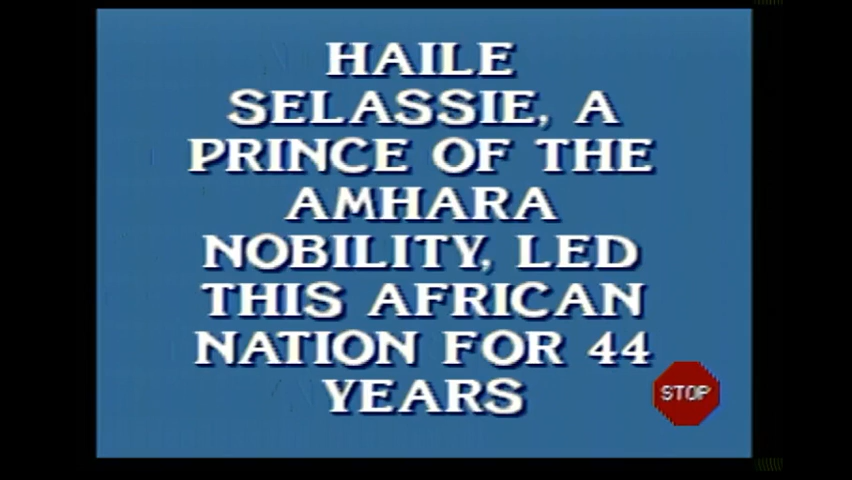 HAILE
SELASSIE, A
PRINCE OF THE
AMHARA
NOBILITY, LED
THIS AFRICAN
NATION FOR 44
YEARS
STOP